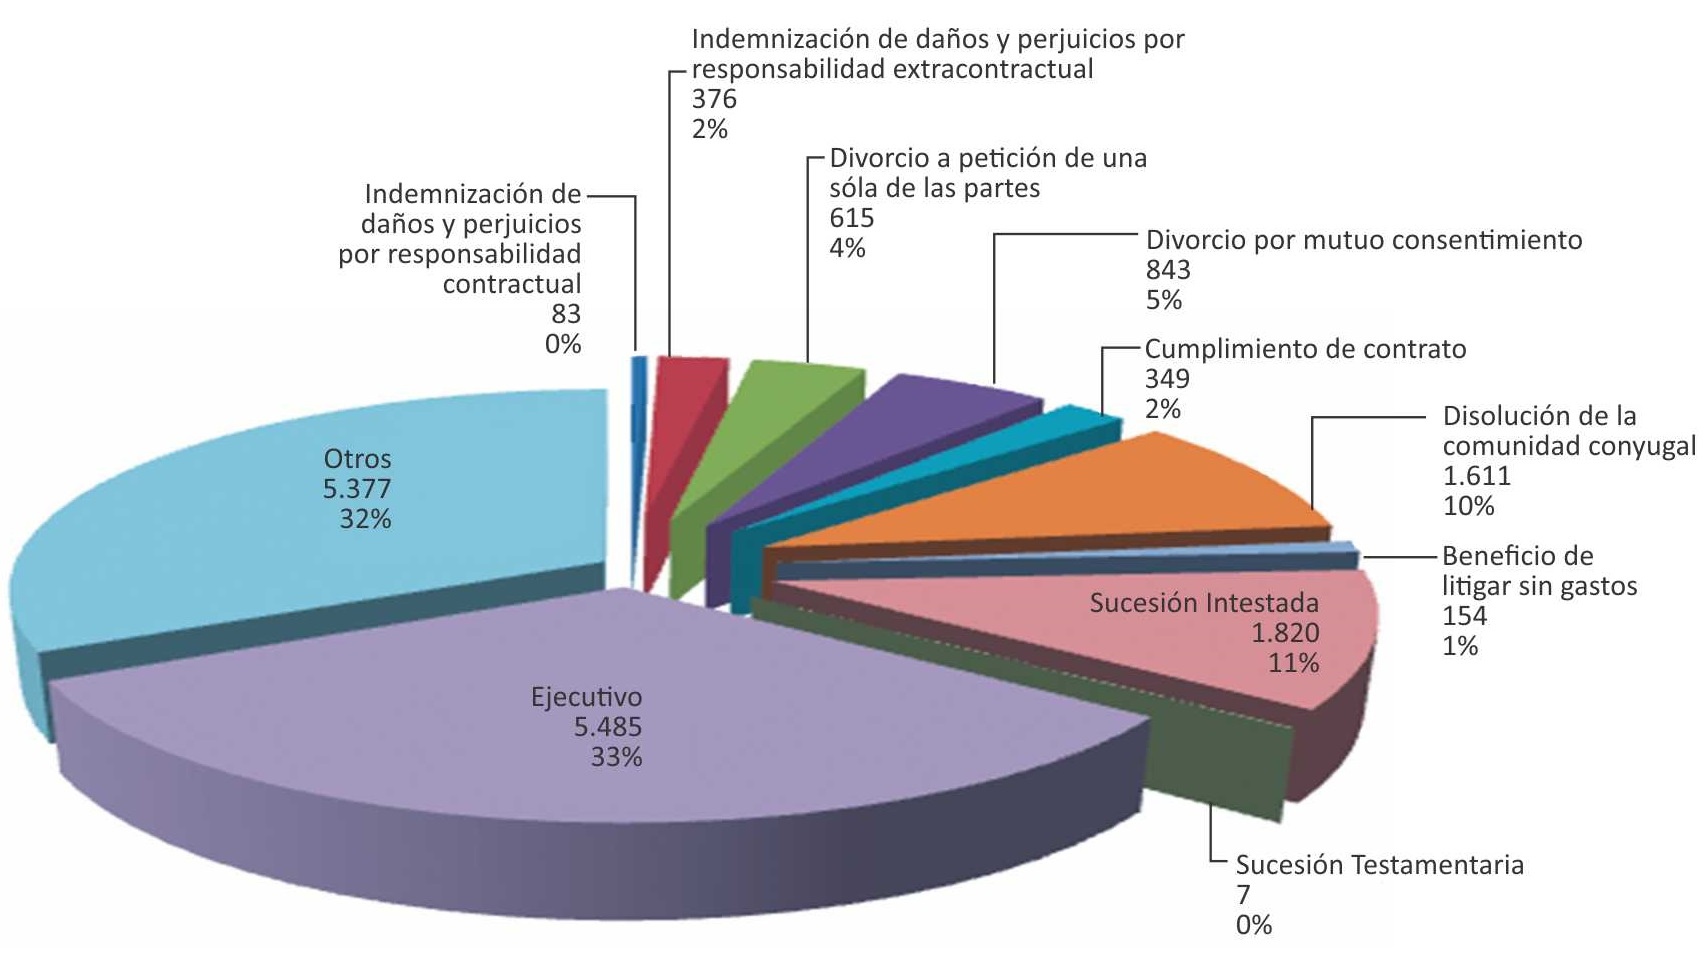 Indemnización de daños y perjuicios por
responsabilidad extracontractual
376
2%
Divorcio a petición de una
sóla de las partes
615
4%
Indemnización de
daños y perjuicios
por responsabilidad
contractual
83
0%
Divorcio por mutuo consentimiento
843
5%
Cumplimiento de contrato
349
2%
Disolución de la
comunidad conyugal
1.611
10%
Otros
5.377
32%
Beneficio de
litigar sin gastos
154
1%
Sucesión Intestada
1.820
11%
Ejecutivo
5.485
33%
Sucesión Testamentaria
7
0%